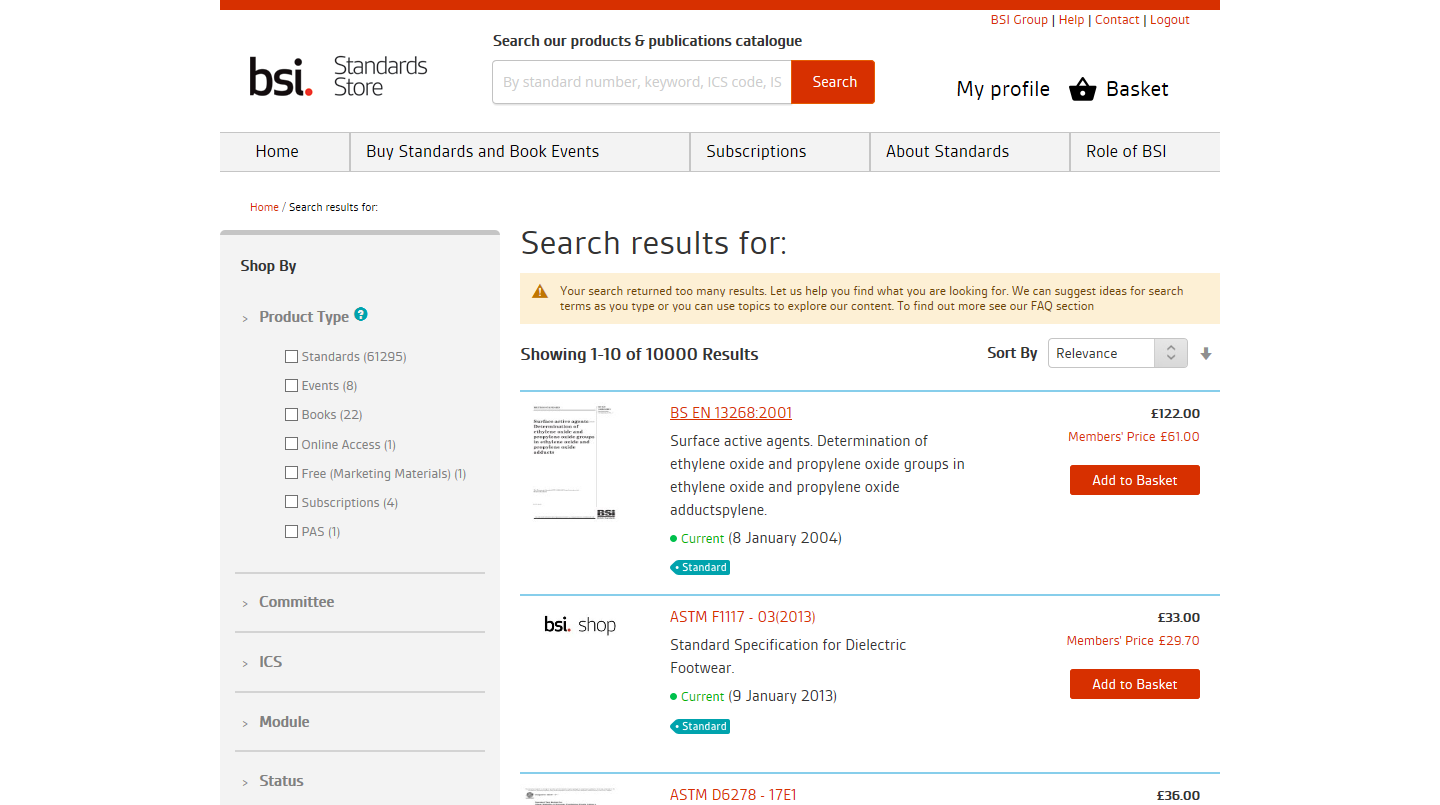 BSI Group | Help | Contact | Logout
Search our products & publications catalogue
bsi. Standards Store
By standard number, keyword, ICS code, IS
Search
My profile
Basket
Home
Buy Standards and Book Events
Subscriptions
About Standards
Role of BSI
Home / Search results for:
Shop By
Product Type ?
Standards (61295)
Events (8)
Books (22)
Online Access (1)
Free (Marketing Materials) (1)
Subscriptions (4)
PAS (1)
Committee
ICS
Module
Status
Search results for:
Your search returned too many results. Let us help you find what you are looking for. We can suggest ideas for search
terms as you type or you can use topics to explore our content. To find out more see our FAQ section
Showing 1-10 of 10000 Results
Sort By
Relevance
Surface active agents —
Determination of
ethylene oxide and
propylene oxide groups
in ethylene oxide and
propylene oxide
adducts
BSi
BS EN 13268:2001
Surface active agents. Determination of
ethylene oxide and propylene oxide groups in
ethylene oxide and propylene oxide
adductspylene.
Current (8 January 2004)
Standard
£122.00
Members' Price £61.00
Add to Basket
bsi. shop
ASTM F1117 - 03(2013)
Standard Specification for Dielectric
Footwear.
Current (9 January 2013)
Standard
£33.00
Members' Price £29.70
Add to Basket
ASTM D6278 - 17E1
£36.00